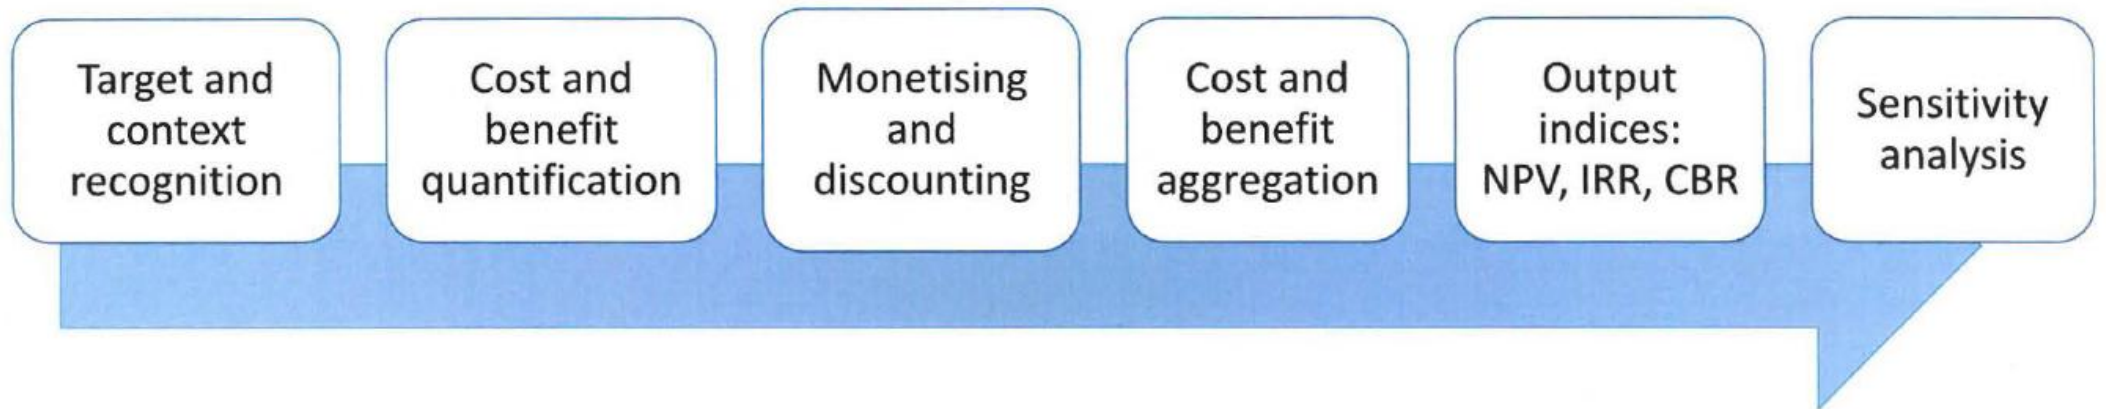 Target and
context
recognition
Cost and
benefit
quantification
Monetising
and
discounting
Cost and
benefit
aggregation
Output
indices:
NPV, IRR, CBR
Sensitivity
analysis